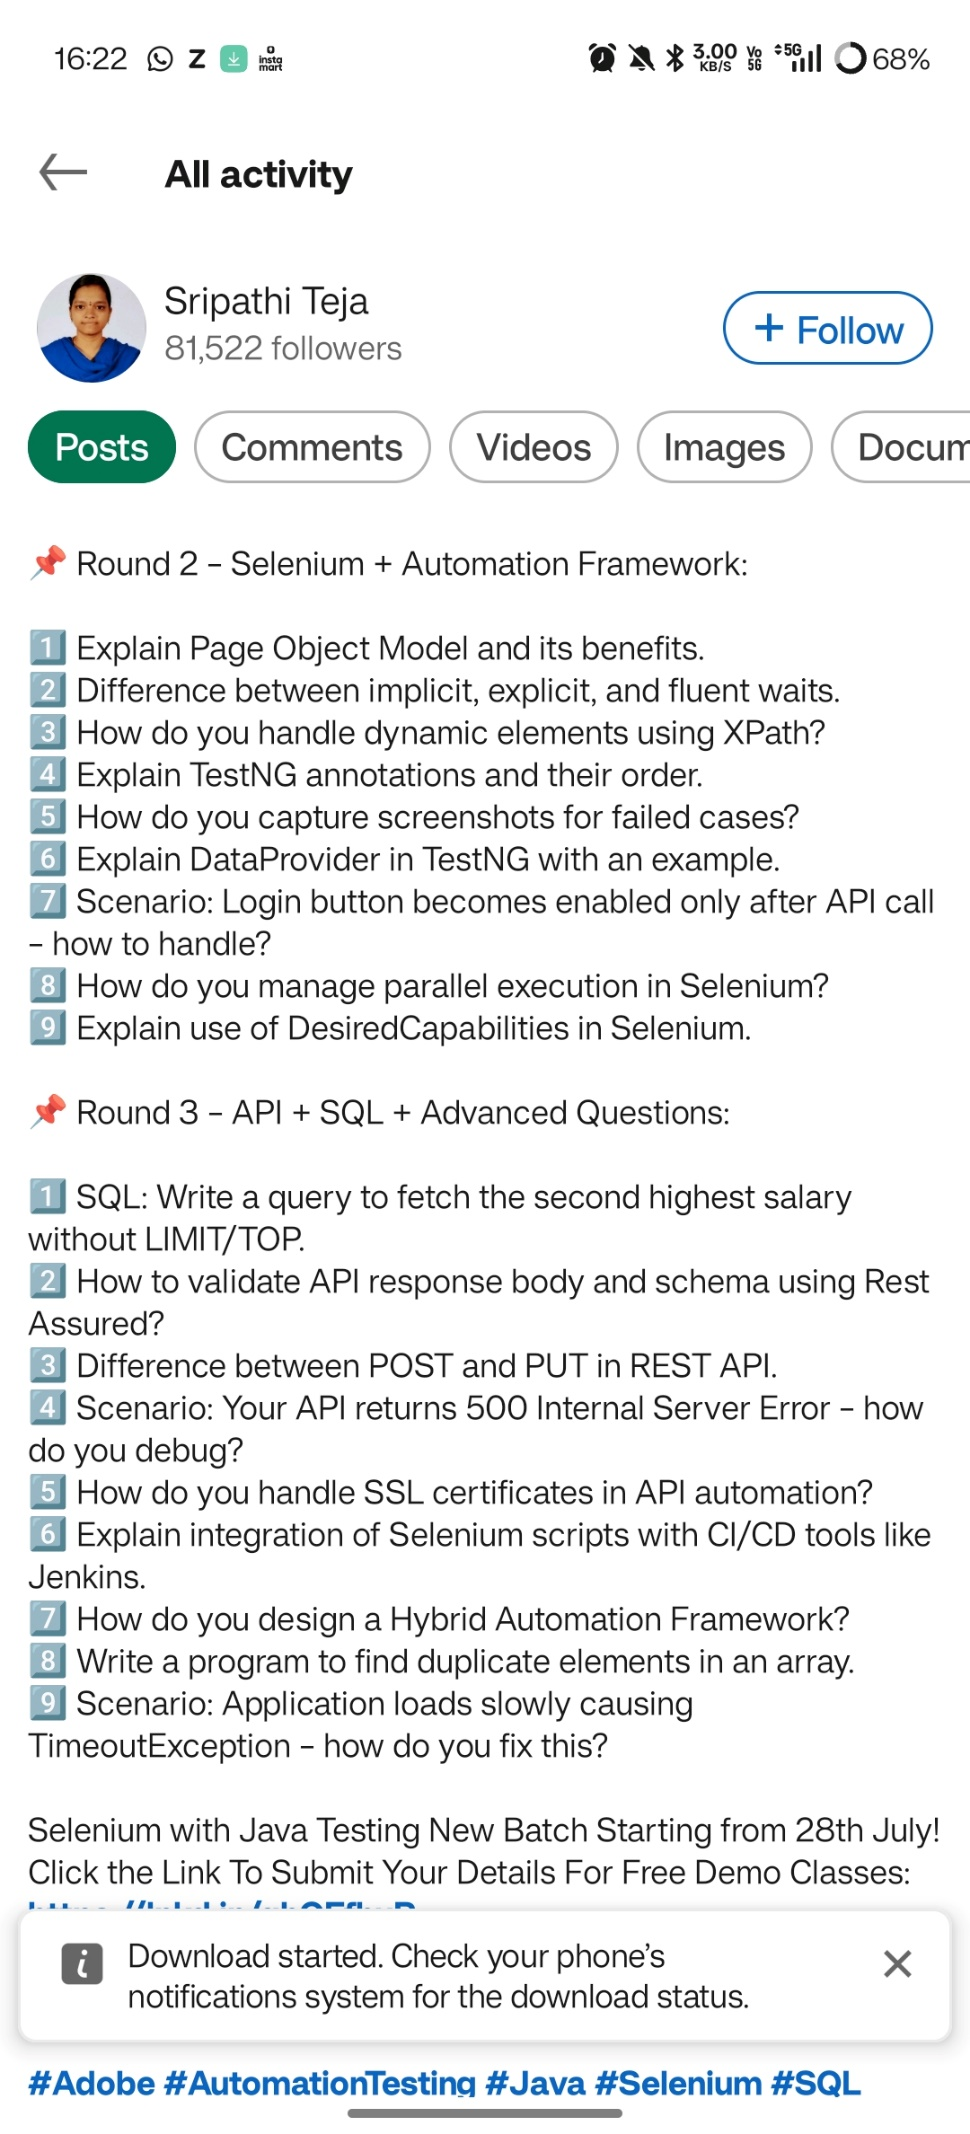 16:22 Z insta mart 3.00 KB/S Vo 5G 5G 68%
All activity
Sripathi Teja
81,522 followers
+ Follow
Posts Comments Videos Images Docum
📌 Round 2 – Selenium + Automation Framework:
1️⃣ Explain Page Object Model and its benefits.
2️⃣ Difference between implicit, explicit, and fluent waits.
3️⃣ How do you handle dynamic elements using XPath?
4️⃣ Explain TestNG annotations and their order.
5️⃣ How do you capture screenshots for failed cases?
6️⃣ Explain DataProvider in TestNG with an example.
7️⃣ Scenario: Login button becomes enabled only after API call
– how to handle?
8️⃣ How do you manage parallel execution in Selenium?
9️⃣ Explain use of DesiredCapabilities in Selenium.
📌 Round 3 – API + SQL + Advanced Questions:
1️⃣ SQL: Write a query to fetch the second highest salary
without LIMIT/TOP.
2️⃣ How to validate API response body and schema using Rest
Assured?
3️⃣ Difference between POST and PUT in REST API.
4️⃣ Scenario: Your API returns 500 Internal Server Error – how
do you debug?
5️⃣ How do you handle SSL certificates in API automation?
6️⃣ Explain integration of Selenium scripts with CI/CD tools like
Jenkins.
7️⃣ How do you design a Hybrid Automation Framework?
8️⃣ Write a program to find duplicate elements in an array.
9️⃣ Scenario: Application loads slowly causing
TimeoutException – how do you fix this?
Selenium with Java Testing New Batch Starting from 28th July!
Click the Link To Submit Your Details For Free Demo Classes:
Download started. Check your phone's
notifications system for the download status.
#Adobe #AutomationTesting #Java #Selenium #SQL